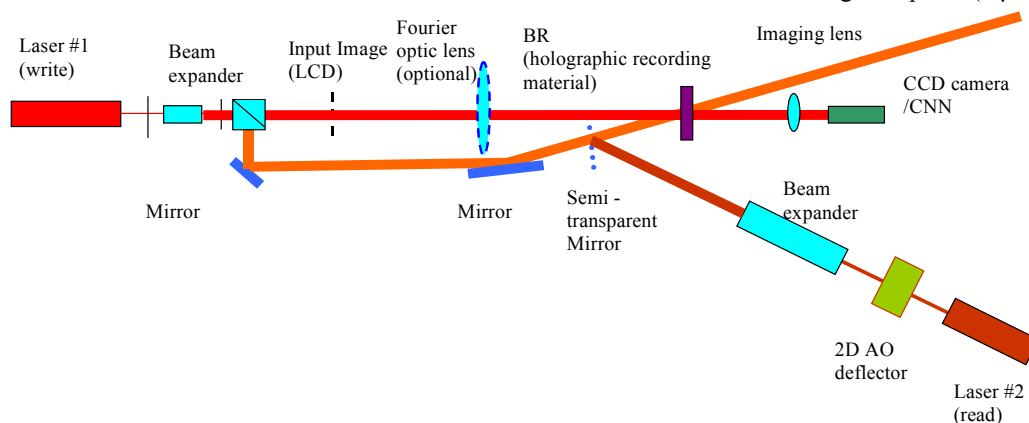 Laser #1
(write)
Beam
expander
Input Image
(LCD)
Fourier
optic lens
(optional)
BR
(holographic recording
material)
Imaging lens
CCD camera
/CNN
Mirror
Mirror
Semi -
transparent
Mirror
Beam
expander
2D AO
deflector
Laser #2
(read)